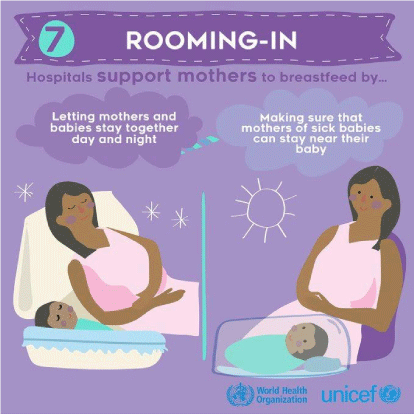 7
ROOMING-IN
Hospitals support mothers to breastfeed by...
Letting mothers and
babies stay together
day and night
Making sure that
mothers of sick babies
can stay near their
baby
World Health
Organization
unicef